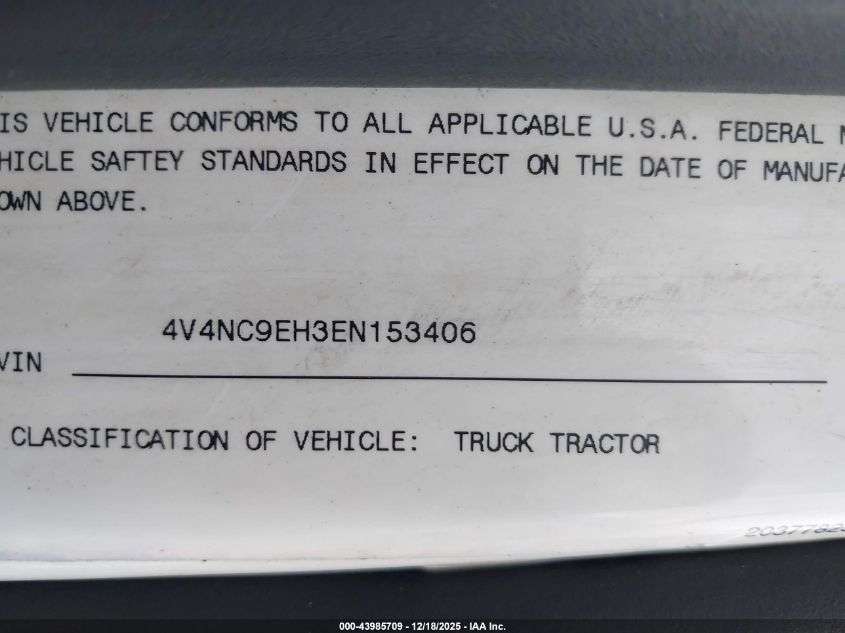 IS VEHICLE CONFORMS TO ALL APPLICABLE U.S.A. FEDERAL
HICLE SAFTEY STANDARDS IN EFFECT ON THE DATE OF MANUFA
OWN ABOVE.
4V4NC9EH3EN153406
VIN
CLASSIFICATION OF VEHICLE: TRUCK TRACTOR
000-43985709 - 12/18/2025 - IAA Inc.